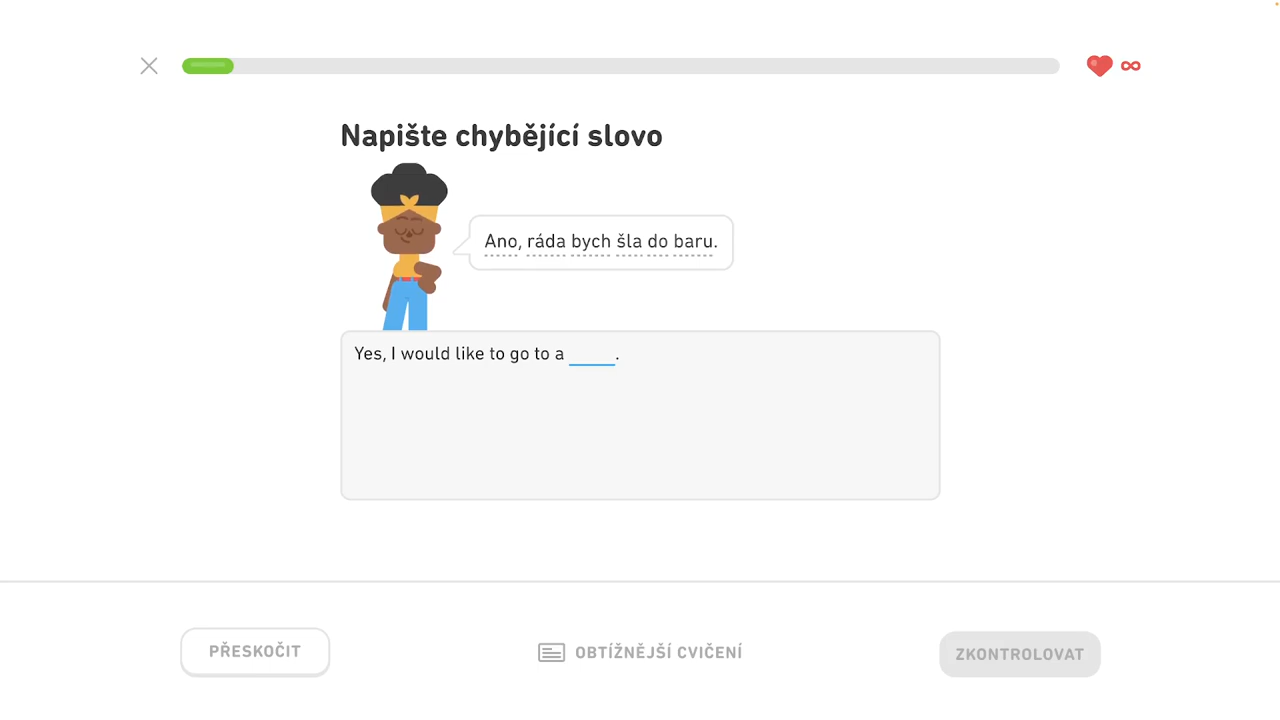 Napište chybějící slovo
Ano, ráda bych šla do baru.
Yes, I would like to go to a _____.
PŘESKOČIT
OBTÍŽNĚJŠÍ CVIČENÍ
ZKONTROLOVAT